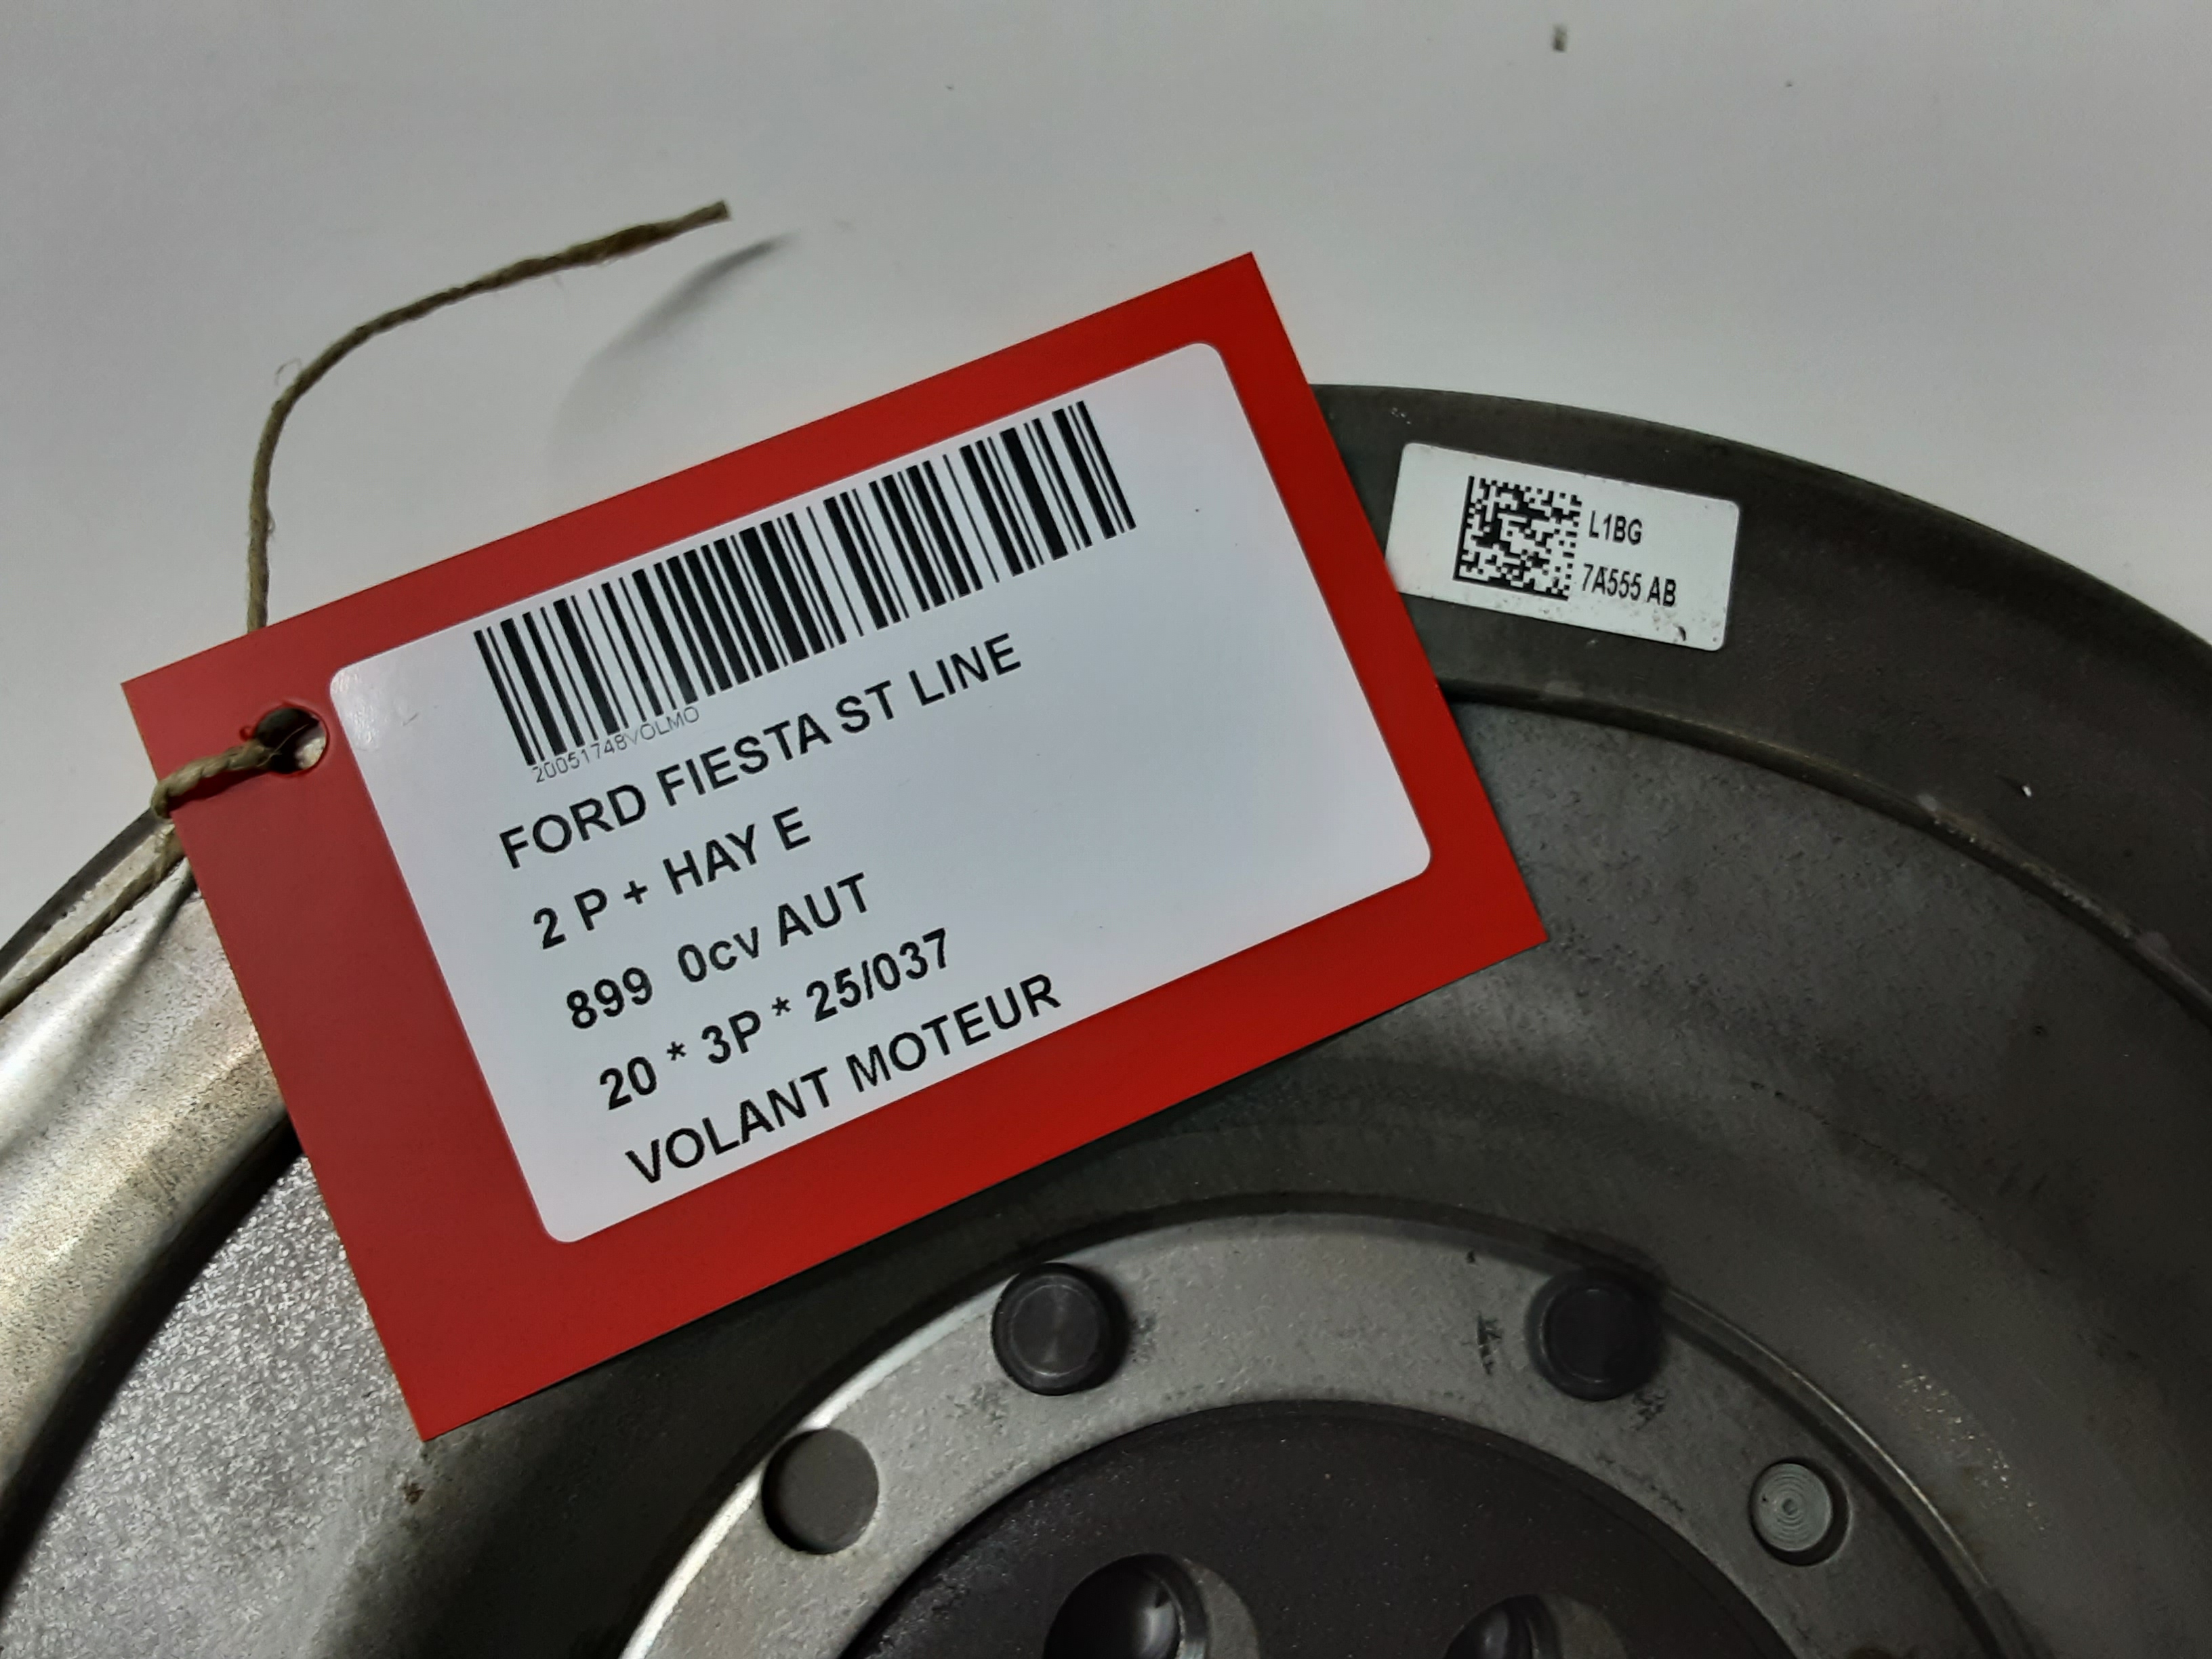 20051748VOLMO
FORD FIESTA ST LINE
2 P + HAY E
899 0cv AUT
20 * 3P * 25/037
VOLANT MOTEUR
L1BG
7A555 AB